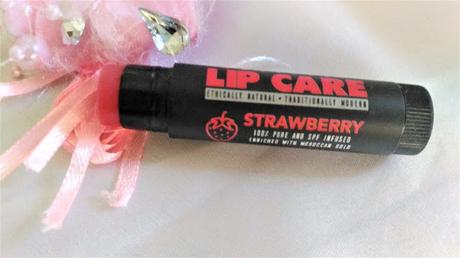 LIP CARE
ETHICALLY NATURAL • TRADITIONALLY MODERN
STRAWBERRY
100% PURE AND SPF INFUSED
ENRICHED WITH MOROCCAN GOLD